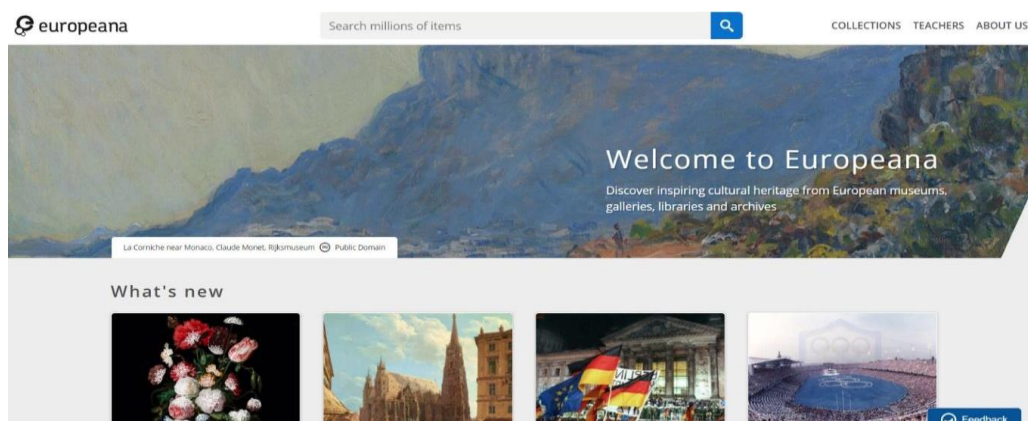 europeana
Search millions of items
COLLECTIONS TEACHERS ABOUT US
Welcome to Europeana
Discover inspiring cultural heritage from European museums,
galleries, libraries and archives
La Corniche near Monaco, Claude Monet, Rijksmuseum Public Domain
What's new
BERLIN
Feedback